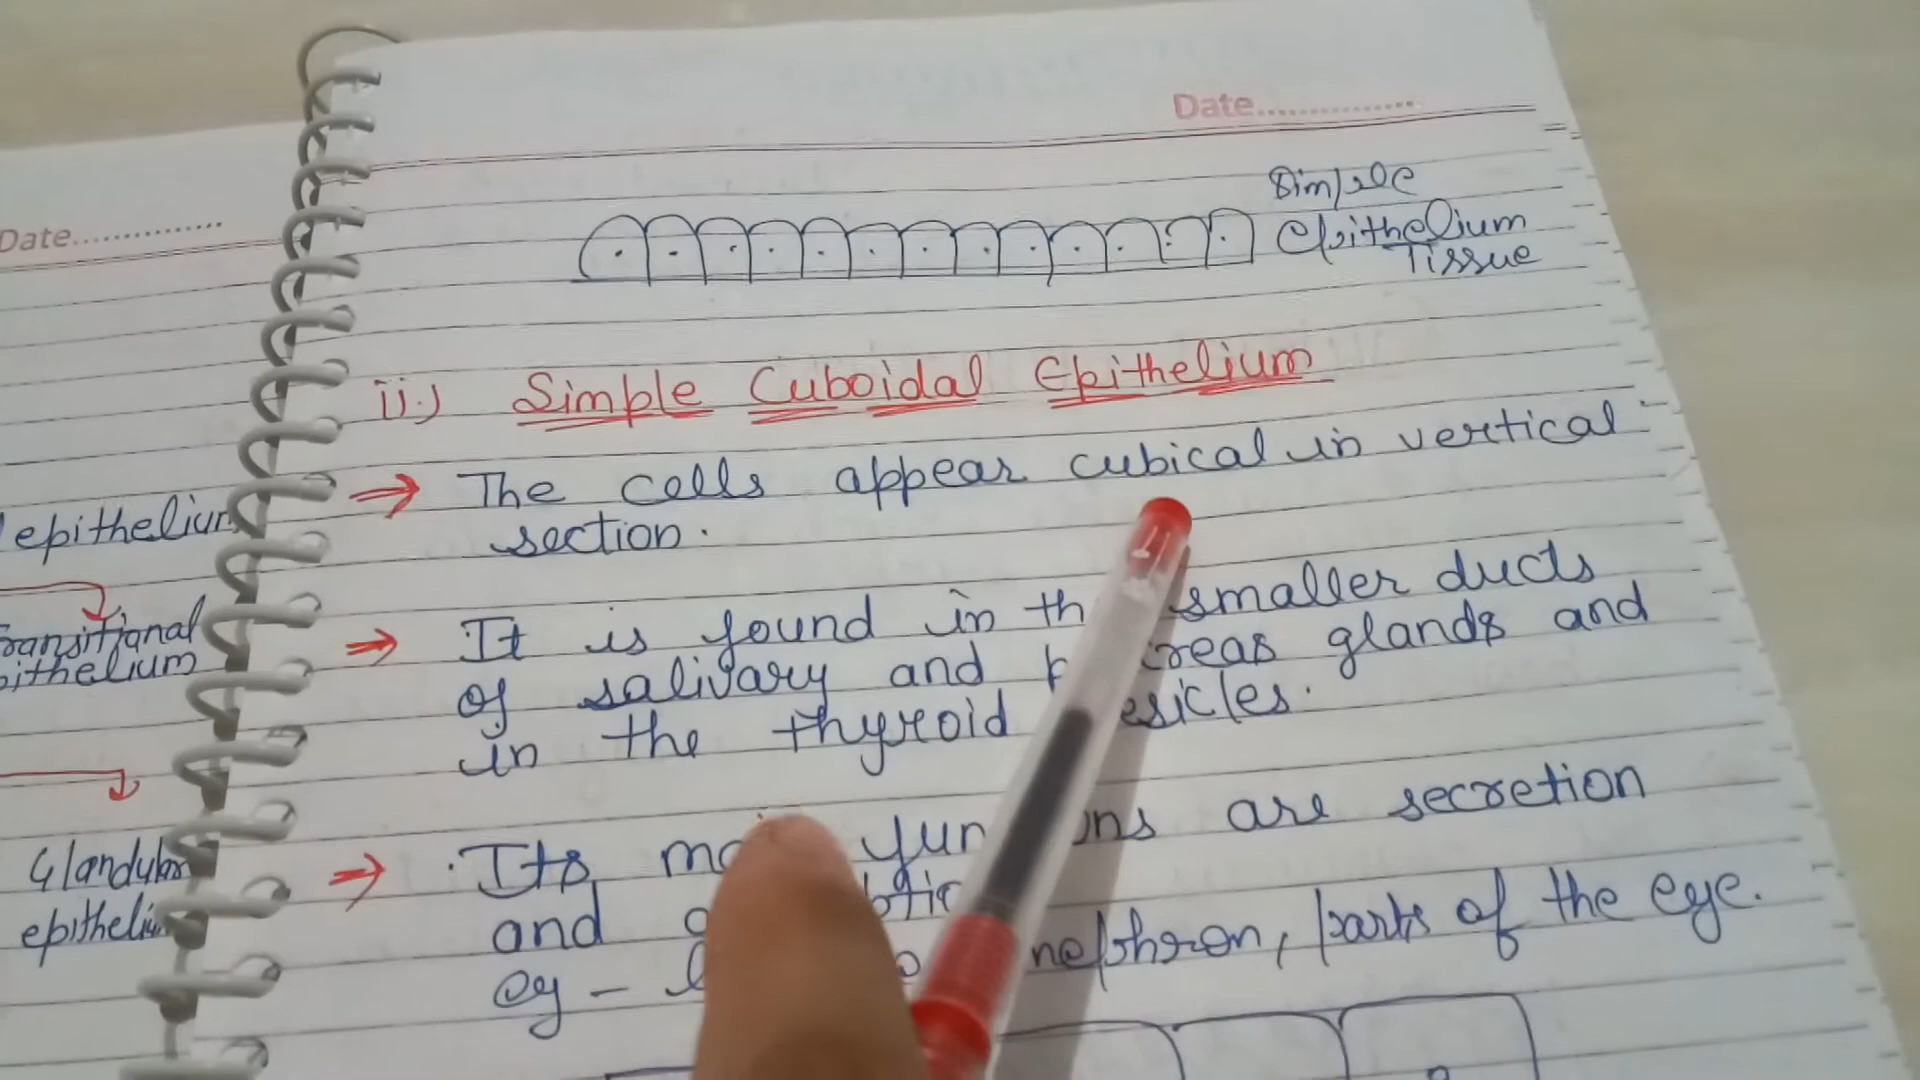 Date
Date
Simple
Epithelium
Tissue
ii.) Simple Cuboidal Epithelium
⇒ The cells appear cubical in vertical
section.
⇒ It is found in smaller ducts
of salivary and glands and
in the thyroid
⇒ Its are secretion
and
eg - nephron, parts of the eye.
epithelium
epithelium
Glandular